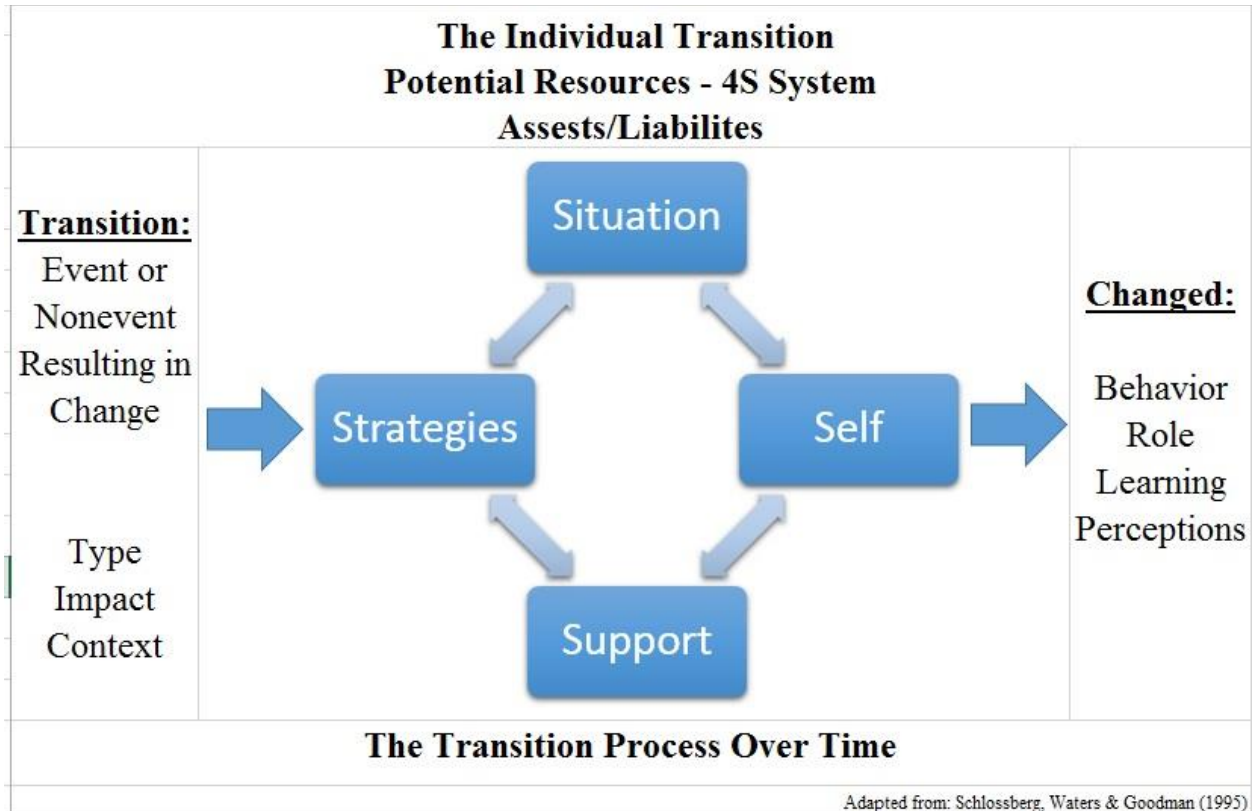 The Individual Transition
Potential Resources - 4S System
Assests/Liabilites
Transition:
Event or
Nonevent
Resulting in
Change
Type
Impact
Context
Situation
Strategies
Self
Support
Changed:
Behavior
Role
Learning
Perceptions
The Transition Process Over Time
Adapted from: Schlossberg, Waters & Goodman (1995)